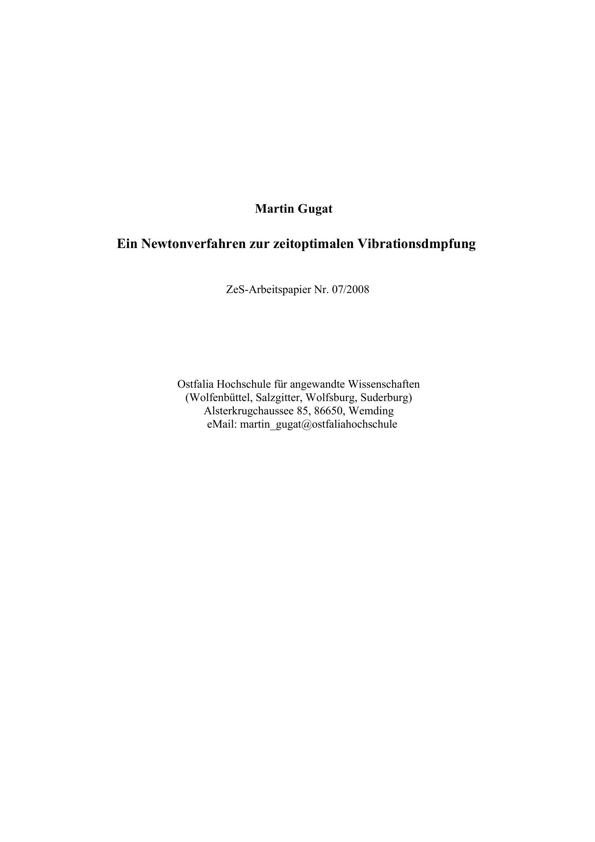 Martin Gugat
Ein Newtonverfahren zur zeitoptimalen Vibrationsdmpfung
ZeS-Arbeitspapier Nr. 07/2008
Ostfalia Hochschule für angewandte Wissenschaften
(Wolfenbüttel, Salzgitter, Wolfsburg, Suderburg)
Alsterkrugchaussee 85, 86650, Wemding
eMail: martin_gugat@ostfaliahochschule